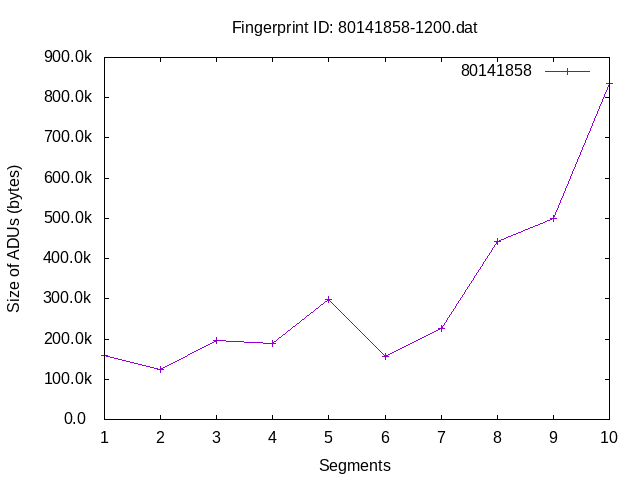 Fingerprint ID: 80141858-1200.dat
80141858
900.0k
800.0k
700.0k
600.0k
500.0k
400.0k
300.0k
200.0k
100.0k
0.0
Size of ADUs (bytes)
1 2 3 4 5 6 7 8 9 10
Segments